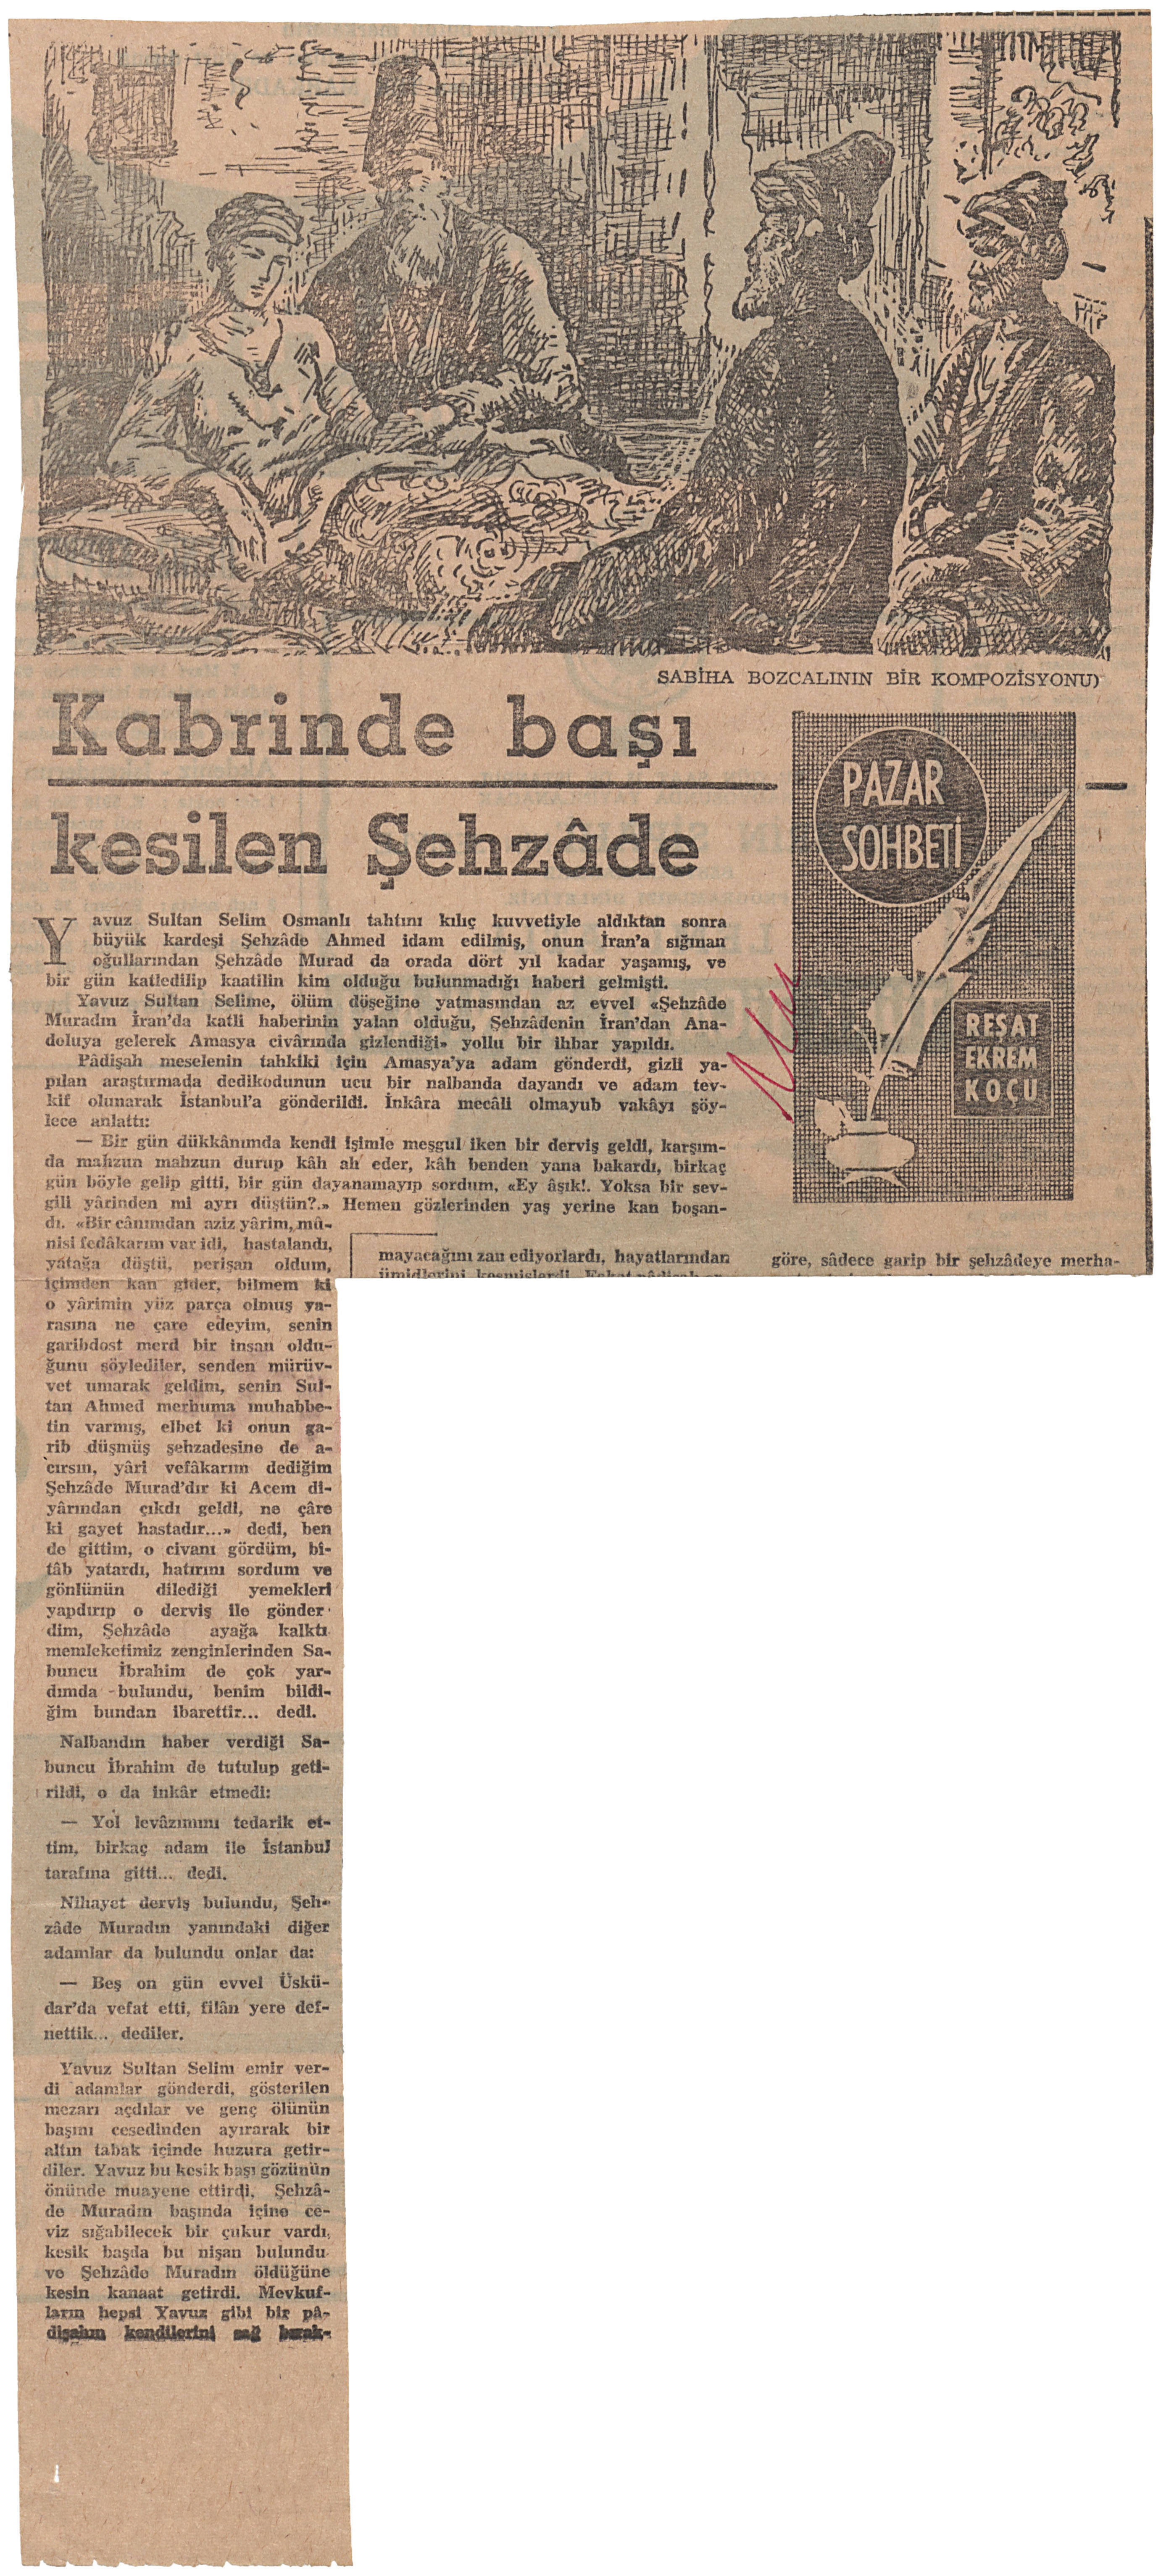 SABİHA BOZCALININ BİR KOMPOZİSYONU)
Kabrinde başı
kesilen Şehzâde
PAZAR
SOHBETİ
REŞAT
EKREM
KOÇU
Yavuz Sultan Selim Osmanlı tahtını kılıç kuvvetiyle aldıktan sonra
büyük kardeşi Şehzâde Ahmed idam edilmiş, onun İran'a sığınan
oğullarından Şehzâde Murad da orada dört yıl kadar yaşamış, ve
bir gün katledilip kaatilin kim olduğu bulunmadığı haberi gelmişti.
Yavuz Sultan Selime, ölüm döşeğine yatmasından az evvel «Şehzâde
Muradın İran'da katli haberinin yalan olduğu, Şehzâdenin İran'dan Ana-
doluya gelerek Amasya civârında gizlendiği» yollu bir ihbar yapıldı.
Pâdişah meselenin tahkiki için Amasya'ya adam gönderdi, gizli ya-
pılan araştırmada dedikodunun ucu bir nalbanda dayandı ve adam tev-
kif olunarak İstanbul'a gönderildi. İnkâra mecâli olmayub vakâyı şöy-
lece anlattı:
— Bir gün dükkânımda kendi işimle meşgul iken bir derviş geldi, karşım-
da mahzun mahzun durup kâh ah eder, kâh benden yana bakardı, birkaç
gün böyle gelip gitti, bir gün dayanamayıp sordum, «Ey âşık!. Yoksa bir sev-
gili yârinden mi ayrı düştün?.» Hemen gözlerinden yaş yerine kan boşan-
dı. «Bir cânımdan aziz yârim, mû-
nisi fedâkarım var idi, hastalandı,
yatağa düştü, perişan oldum,
içimden kan gider, bilmem ki
o yârimin yüz parça olmuş ya-
rasına ne çare edeyim, senin
garibdost merd bir insan oldu-
ğunu söylediler, senden mürüv-
vet umarak geldim, senin Sul-
tan Ahmed merhuma muhabbe-
tin varmış, elbet ki onun ga-
rib düşmüş şehzadesine de a-
cırsın, yâri vefâkarım dediğim
Şehzâde Murad'dır ki Acem di-
yârından çıkdı geldi, ne çâre
ki gayet hastadır...» dedi, ben
de gittim, o civanı gördüm, bî-
tâb yatardı, hatırını sordum ve
gönlünün dilediği yemekleri
yapdırıp o derviş ile gönder
dim, Şehzâde ayağa kalktı
memleketimiz zenginlerinden Sa-
buncu İbrahim de çok yar-
dımda bulundu, benim bildi-
ğim bundan ibarettir... dedi.
Nalbandın haber verdiği Sa-
buncu İbrahim de tutulup geti-
rildi, o da inkâr etmedi:
— Yol levâzımını tedarik et-
tim, birkaç adam ile İstanbul
tarafına gitti... dedi.
Nihayet derviş bulundu, Şeh-
zâde Muradın yanındaki diğer
adamlar da bulundu onlar da:
— Beş on gün evvel Üskü-
dar'da vefat etti, filân yere def-
nettik... dediler.
Yavuz Sultan Selim emir ver-
di adamlar gönderdi, gösterilen
mezarı açdılar ve genç ölünün
başını cesedinden ayırarak bir
altın tabak içinde huzura getir-
diler. Yavuz bu kesik başı gözünün
önünde muayene ettirdi. Şehzâ-
de Muradın başında içine ce-
viz sığabilecek bir çukur vardı,
kesik başda bu nişan bulundu
ve Şehzâde Muradın öldüğüne
kesin kanaat getirdi. Mevkuf-
ların hepsi Yavuz gibi bir pâ-
dişahın kendilerini sağ bırak-
mayacağını zan ediyorlardı, hayatlarından
ümidlerini kesmişlerdi. Fakat pâdişah
göre, sâdece garip bir şehzâdeye merha-